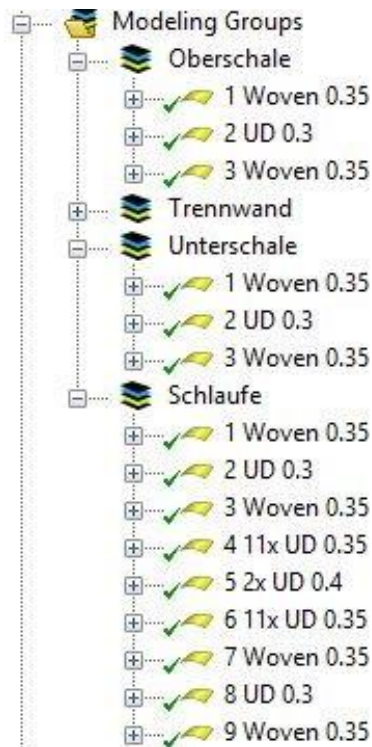 Modeling Groups
Oberschale
1 Woven 0.35
2 UD 0.3
3 Woven 0.35
Trennwand
Unterschale
1 Woven 0.35
2 UD 0.3
3 Woven 0.35
Schlaufe
1 Woven 0.35
2 UD 0.3
3 Woven 0.35
4 11x UD 0.35
5 2x UD 0.4
6 11x UD 0.35
7 Woven 0.35
8 UD 0.3
9 Woven 0.35